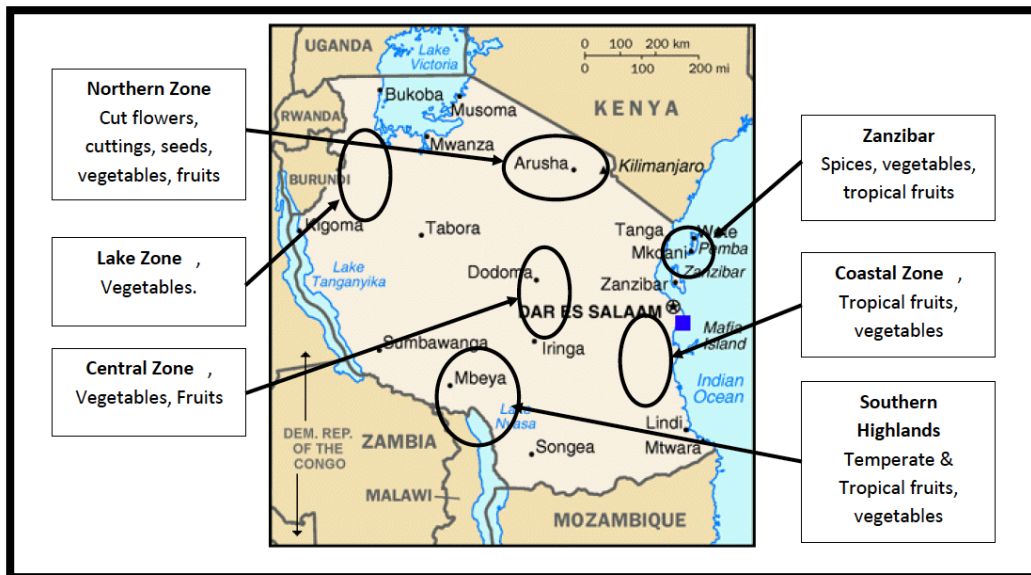 Northern Zone
Cut flowers,
cuttings, seeds,
vegetables, fruits
Lake Zone ,
Vegetables.
Central Zone ,
Vegetables, Fruits
UGANDA
Lake
Victoria
0 100 200 km
0 100 200 mi
KENYA
Bukoba
Musoma
RWANDA
Mwanza
Arusha
Kilimanjaro
BURUNDI
Kigoma
Tabora
Tanga
Wete
Mkoani
Pemba
Lake
Tanganyika
Dodoma
Zanzibar
Zanzibar
DAR ES SALAAM
Mafia
Island
Sumbawanga
Iringa
Mbeya
Indian
Ocean
Lake
Nyasa
Lindi
DEM. REP.
OF THE
CONGO
ZAMBIA
Songea
Mtwara
MALAWI
MOZAMBIQUE
Zanzibar
Spices, vegetables,
tropical fruits
Coastal Zone ,
Tropical fruits,
vegetables
Southern
Highlands
Temperate &
Tropical fruits,
vegetables